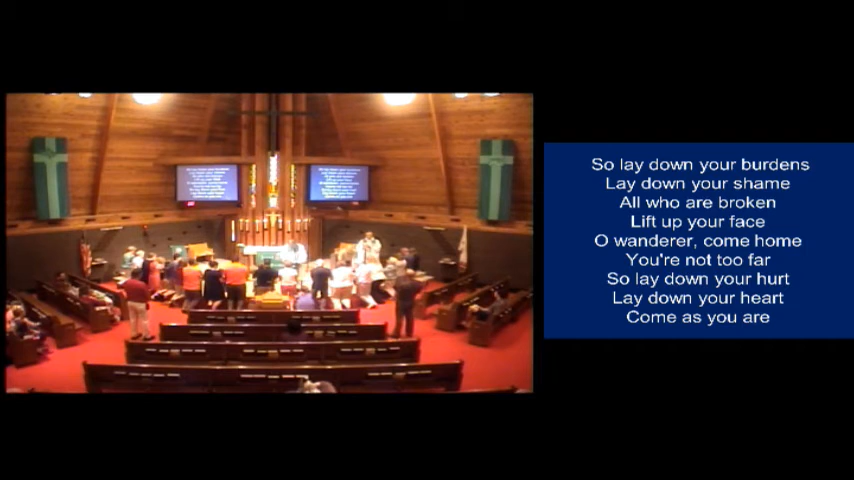 So lay down your burdens
Lay down your shame
All who are broken
Lift up your face
O wanderer, come home
You're not too far
So lay down your hurt
Lay down your heart
Come as you are